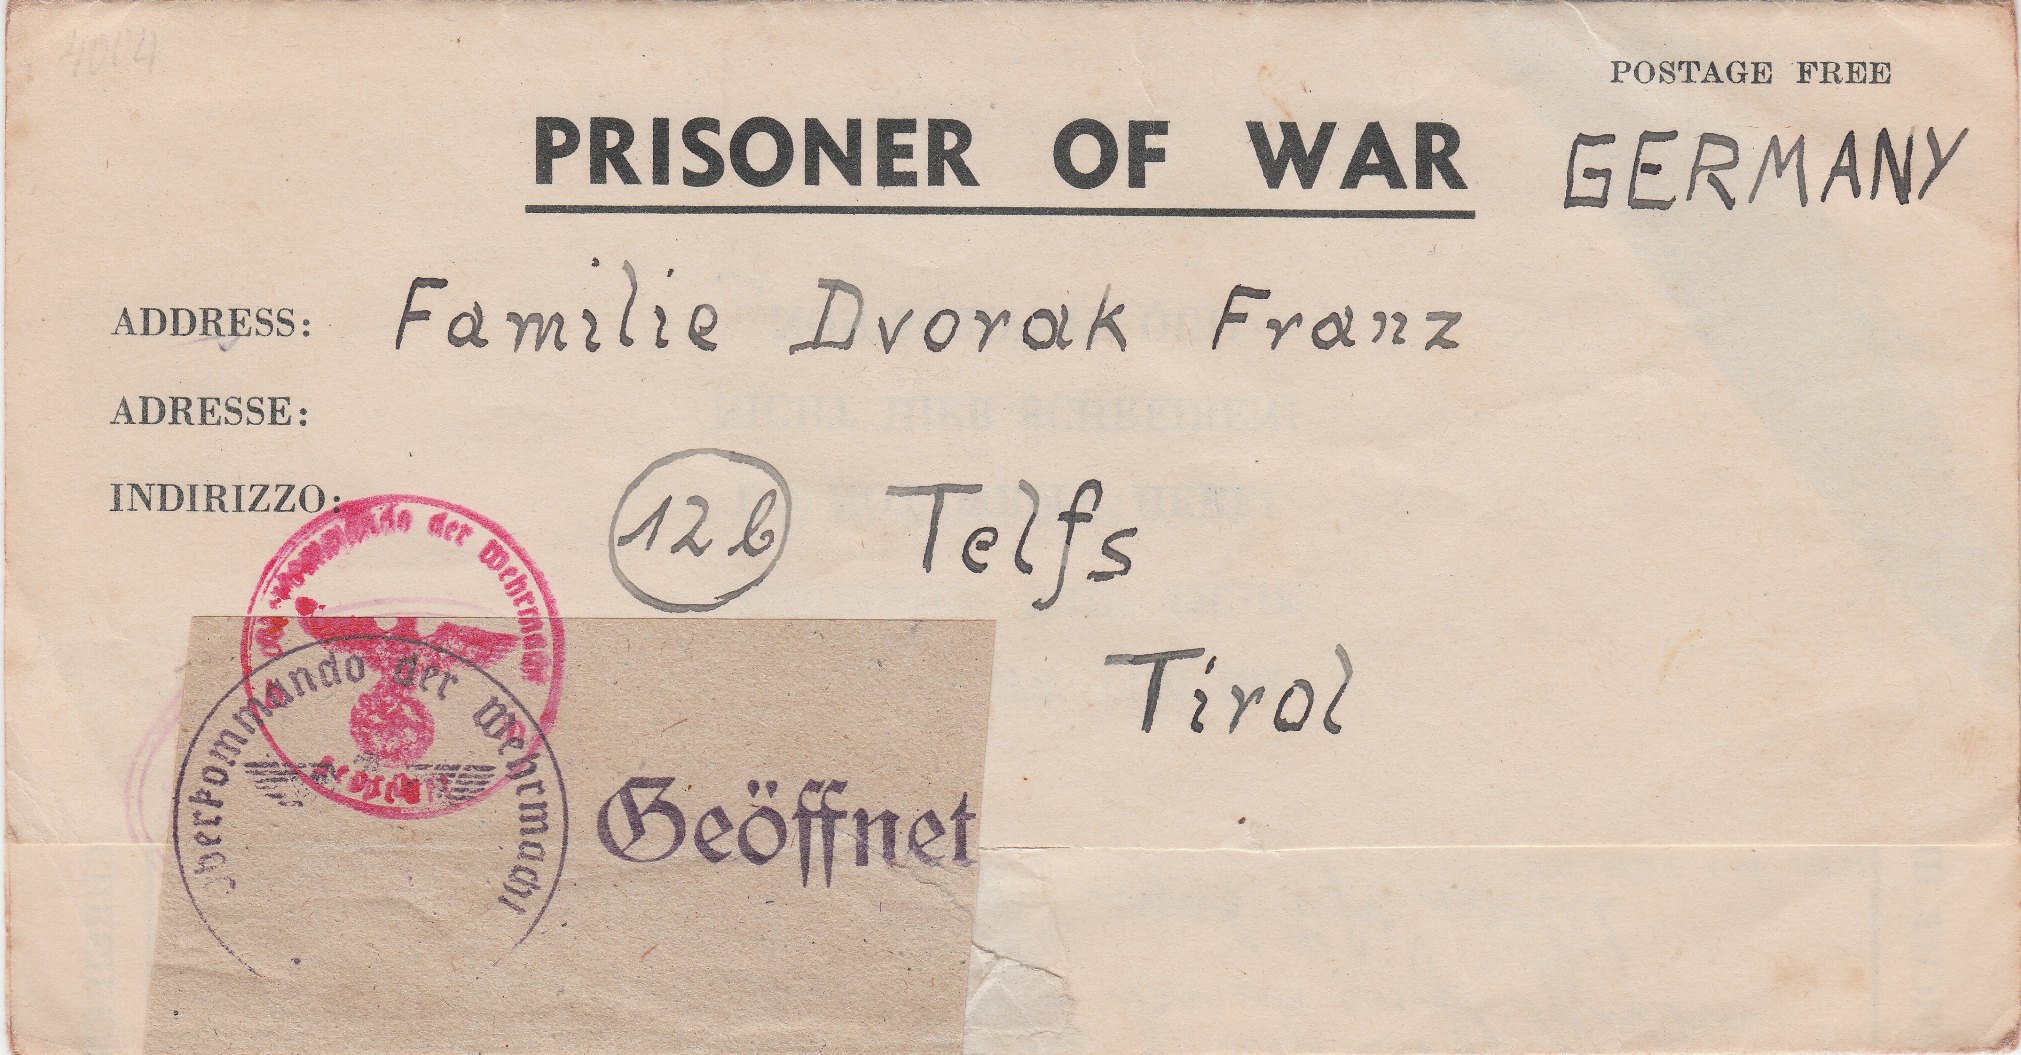 POSTAGE FREE
PRISONER OF WAR
GERMANY
ADDRESS: Familie Dvorak Franz
ADRESSE:
INDIRIZZO:
12b Telfs
Tirol
Oberkommando der Wehrmacht
Oberkommando der Wehrmacht
Geöffnet